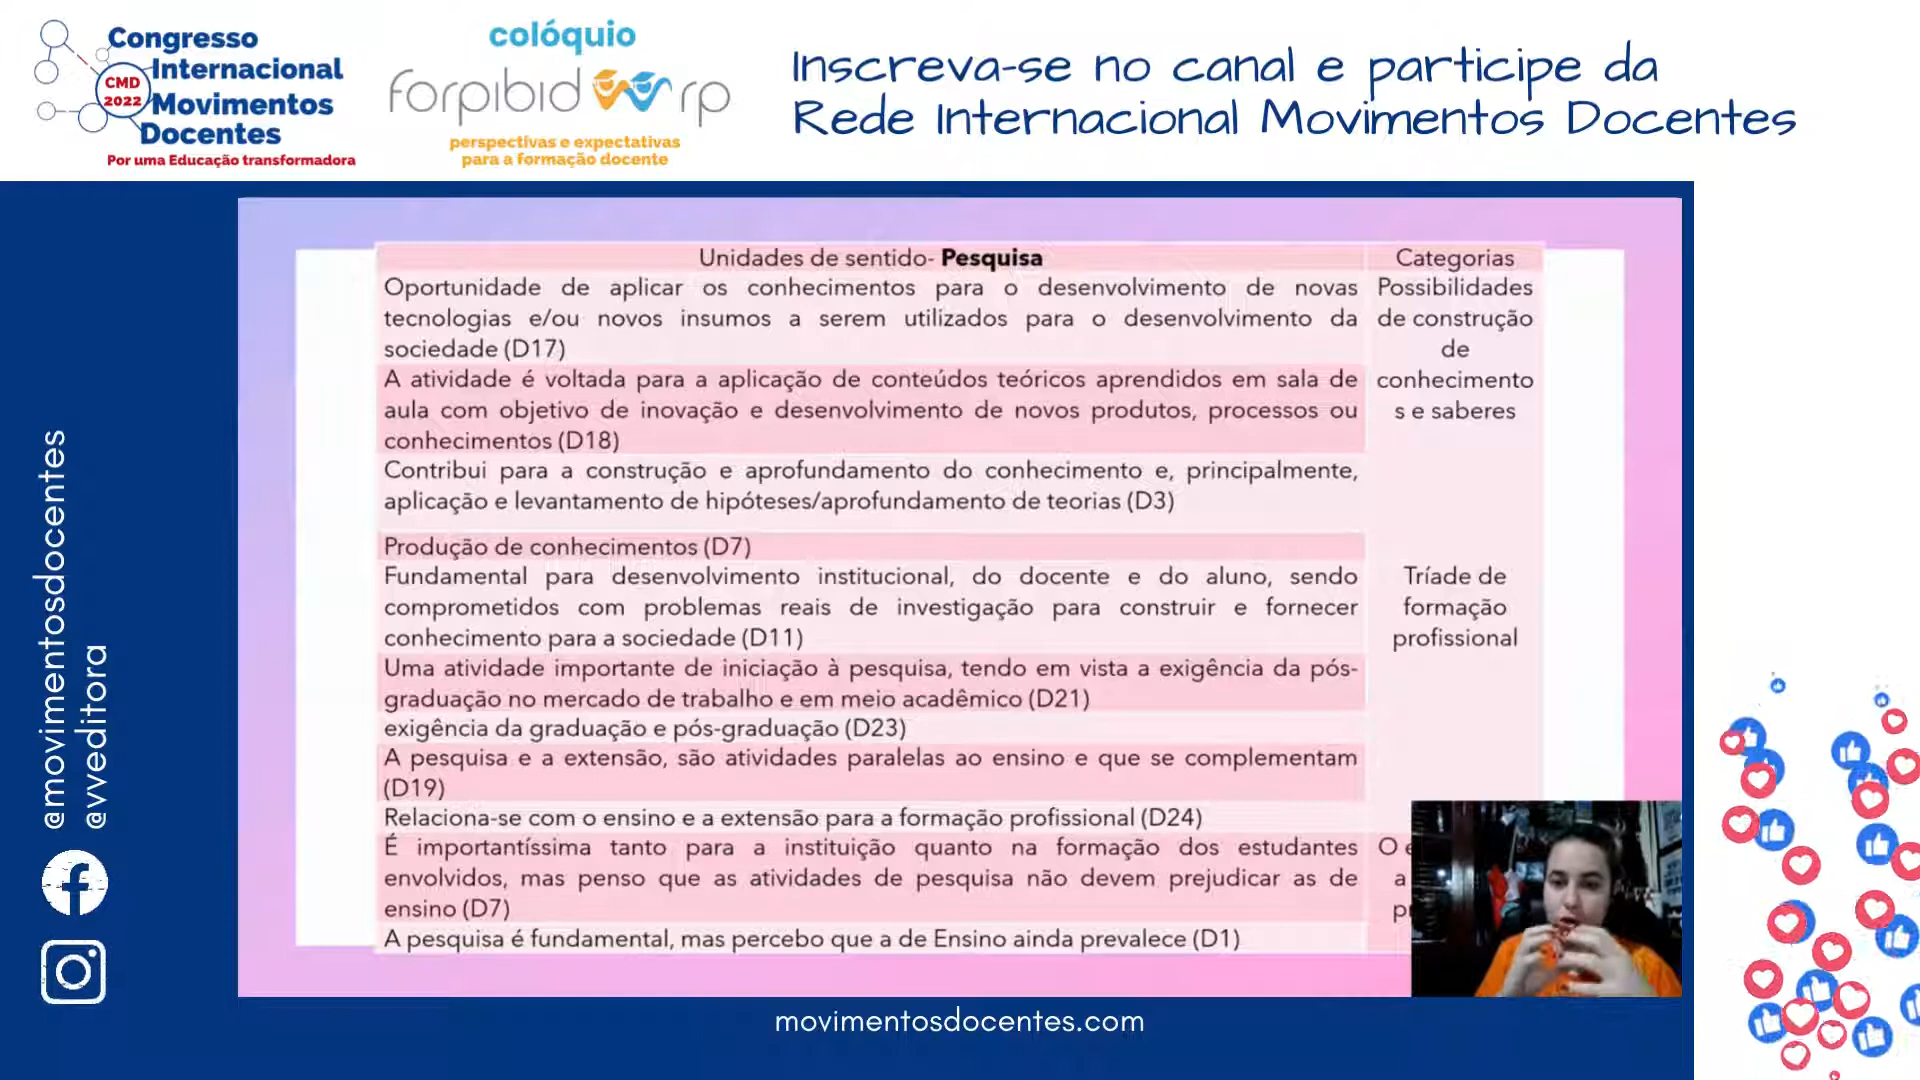 Congresso
Internacional
CMD
2022
Movimentos
Docentes
Por uma Educação transformadora
colóquio
forpibid rp
perspectivas e expectativas
para a formação docente
Inscreva-se no canal e participe da
Rede Internacional Movimentos Docentes
Unidades de sentido- Pesquisa
Categorias
Oportunidade de aplicar os conhecimentos para o desenvolvimento de novas
tecnologias e/ou novos insumos a serem utilizados para o desenvolvimento da
sociedade (D17)
Possibilidades
de construção
de
conhecimento
s e saberes
A atividade é voltada para a aplicação de conteúdos teóricos aprendidos em sala de
aula com objetivo de inovação e desenvolvimento de novos produtos, processos ou
conhecimentos (D18)
Contribui para a construção e aprofundamento do conhecimento e, principalmente,
aplicação e levantamento de hipóteses/aprofundamento de teorias (D3)
Produção de conhecimentos (D7)
Fundamental para desenvolvimento institucional, do docente e do aluno, sendo
comprometidos com problemas reais de investigação para construir e fornecer
conhecimento para a sociedade (D11)
Tríade de
formação
profissional
Uma atividade importante de iniciação à pesquisa, tendo em vista a exigência da pós-
graduação no mercado de trabalho e em meio acadêmico (D21)
exigência da graduação e pós-graduação (D23)
A pesquisa e a extensão, são atividades paralelas ao ensino e que se complementam
(D19)
Relaciona-se com o ensino e a extensão para a formação profissional (D24)
É importantíssima tanto para a instituição quanto na formação dos estudantes
envolvidos, mas penso que as atividades de pesquisa não devem prejudicar as de
ensino (D7)
O
a
A pesquisa é fundamental, mas percebo que a de Ensino ainda prevalece (D1)
@movimentosdocentes
@vveditora
movimentosdocentes.com